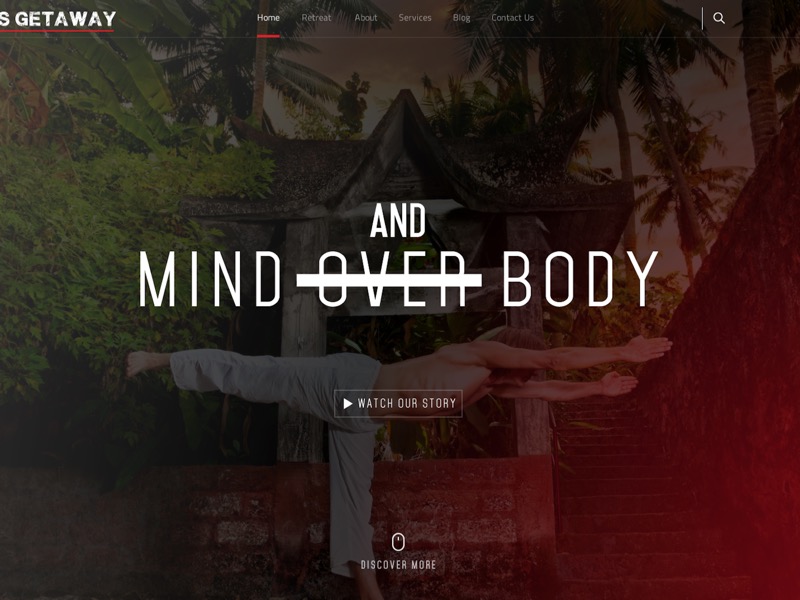 S GETAWAY
Home Retreat About Services Blog Contact Us
AND
MIND OVER BODY
WATCH OUR STORY
DISCOVER MORE